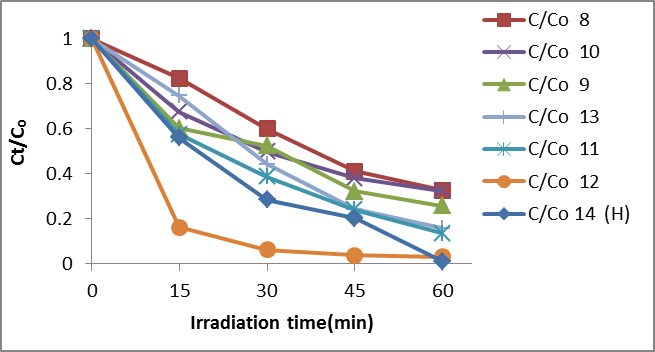 1
0.8
0.6
0.4
0.2
0
0 15 30 45 60
Ct/Co
Irradiation time(min)
C/Co 8
C/Co 10
C/Co 9
C/Co 13
C/Co 11
C/Co 12
C/Co 14 (H)